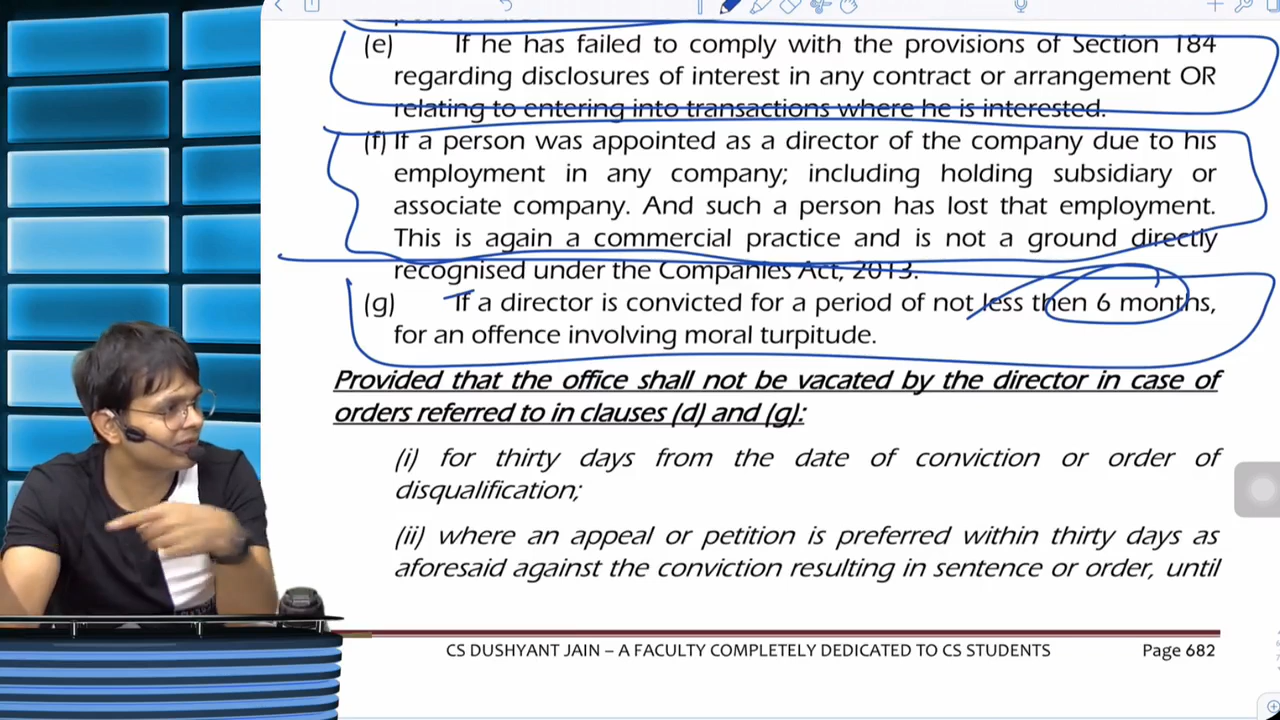 (e) If he has failed to comply with the provisions of Section 184
regarding disclosures of interest in any contract or arrangement OR
relating to entering into transactions where he is interested.
(f) If a person was appointed as a director of the company due to his
employment in any company; including holding subsidiary or
associate company. And such a person has lost that employment.
This is again a commercial practice and is not a ground directly
recognised under the Companies Act, 2013.
(g) If a director is convicted for a period of not less then 6 months,
for an offence involving moral turpitude.
Provided that the office shall not be vacated by the director in case of
orders referred to in clauses (d) and (g):
(i) for thirty days from the date of conviction or order of
disqualification;
(ii) where an appeal or petition is preferred within thirty days as
aforesaid against the conviction resulting in sentence or order, until
CS DUSHYANT JAIN – A FACULTY COMPLETELY DEDICATED TO CS STUDENTS Page 682